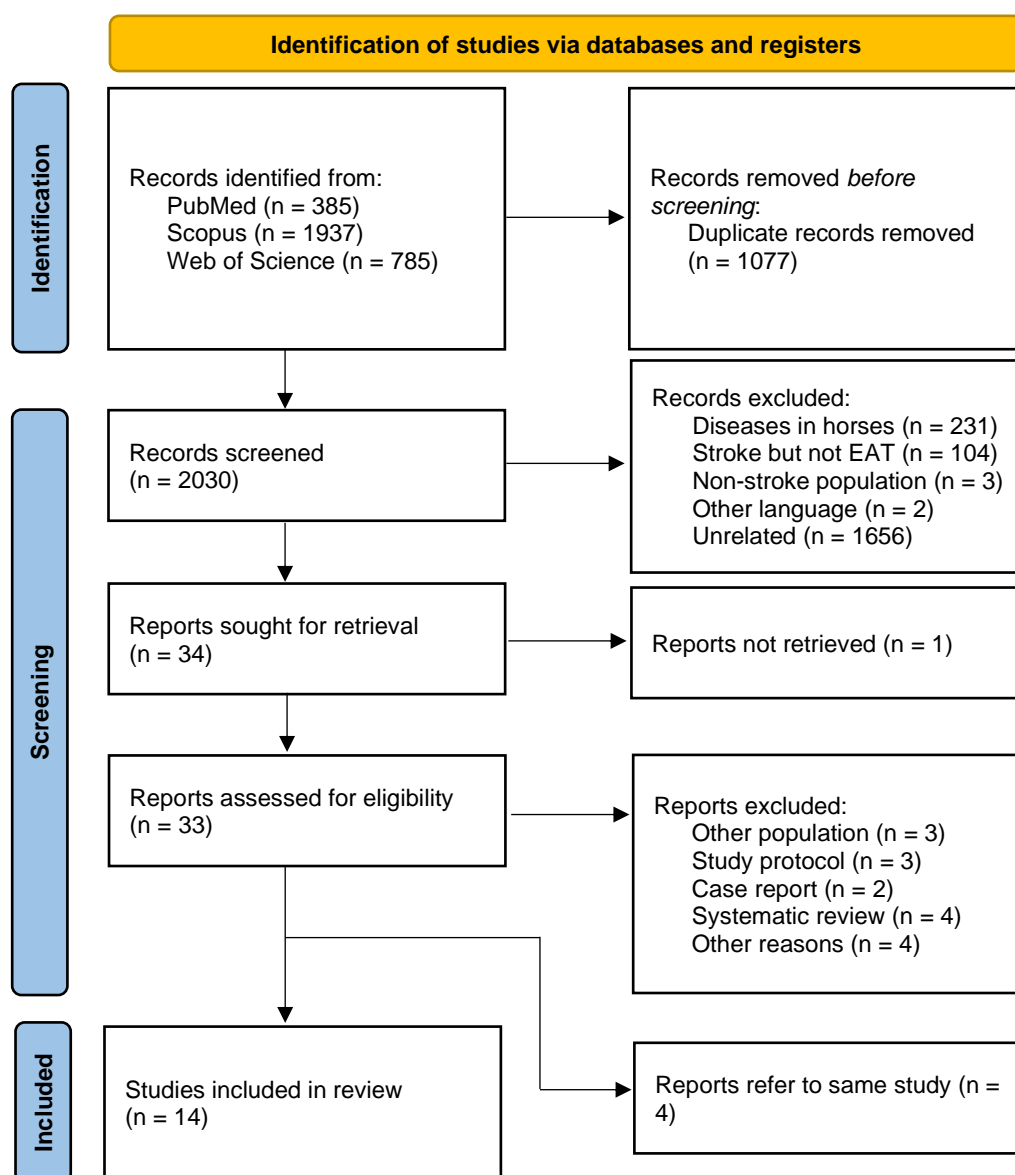 Identification of studies via databases and registers
Identification
Records identified from:
PubMed (n = 385)
Scopus (n = 1937)
Web of Science (n = 785)
Records removed before
screening:
Duplicate records removed
(n = 1077)
Screening
Records screened
(n = 2030)
Records excluded:
Diseases in horses (n = 231)
Stroke but not EAT (n = 104)
Non-stroke population (n = 3)
Other language (n = 2)
Unrelated (n = 1656)
Reports sought for retrieval
(n = 34)
Reports not retrieved (n = 1)
Reports assessed for eligibility
(n = 33)
Reports excluded:
Other population (n = 3)
Study protocol (n = 3)
Case report (n = 2)
Systematic review (n = 4)
Other reasons (n = 4)
Included
Studies included in review
(n = 14)
Reports refer to same study (n =
4)